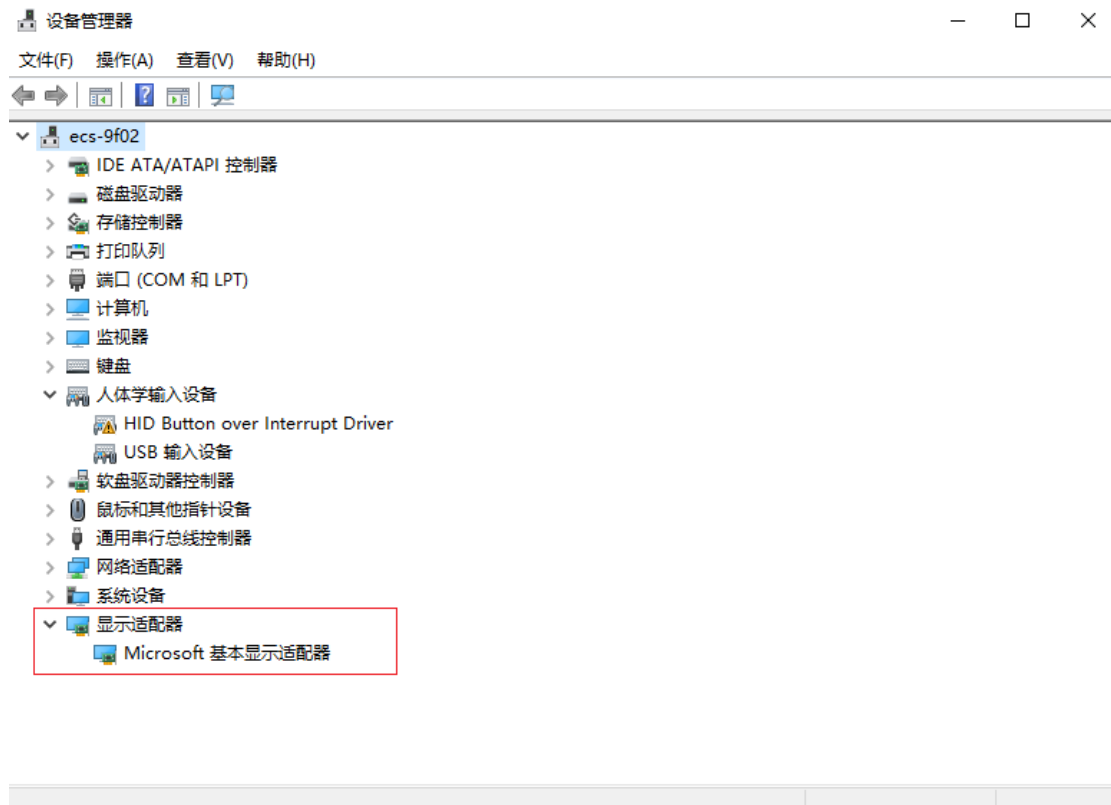 设备管理器
文件(F) 操作(A) 查看(V) 帮助(H)
ecs-9f02
IDE ATA/ATAPI 控制器
磁盘驱动器
存储控制器
打印队列
端口 (COM 和 LPT)
计算机
监视器
键盘
人体学输入设备
HID Button over Interrupt Driver
USB 输入设备
软盘驱动器控制器
鼠标和其他指针设备
通用串行总线控制器
网络适配器
系统设备
显示适配器
Microsoft 基本显示适配器